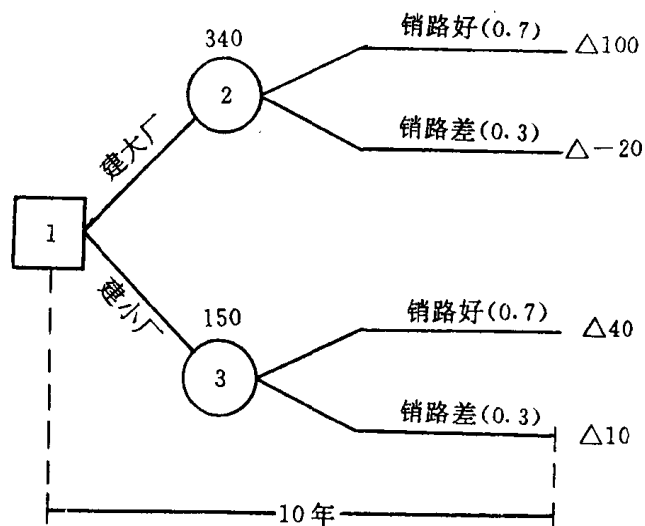 340
销路好(0.7)
△100
2
销路差(0.3)
△-20
建大厂
1
建小厂
150
销路好(0.7)
△40
3
销路差(0.3)
△10
10年